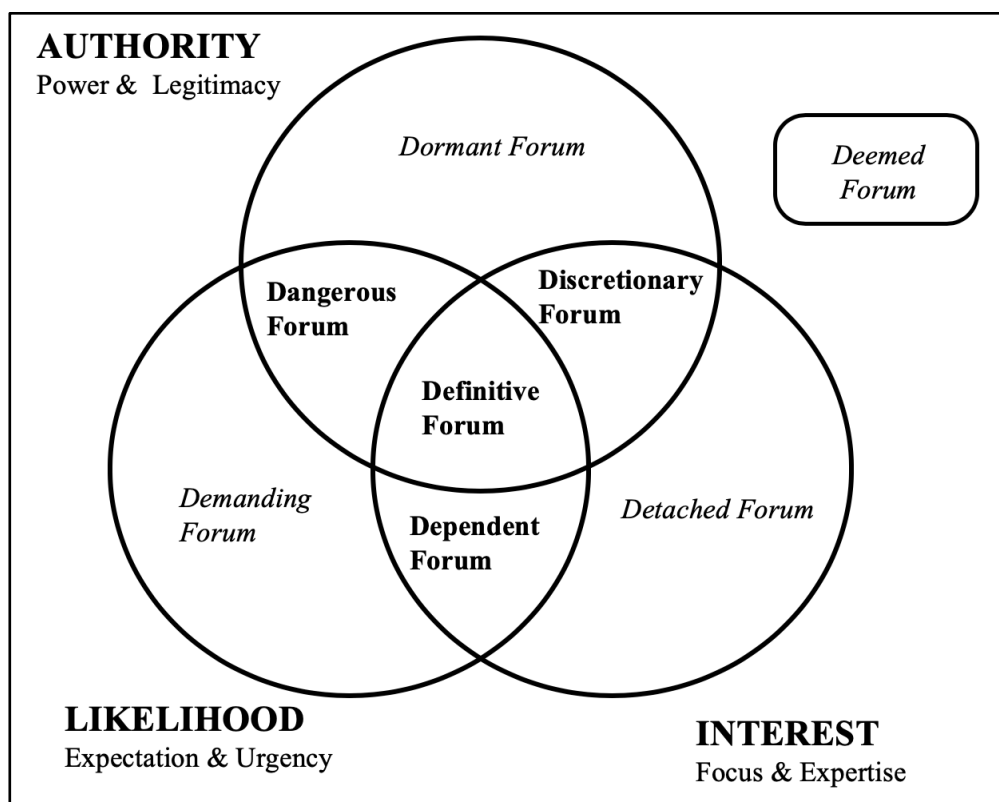 AUTHORITY
Power & Legitimacy
Dormant Forum
Deemed
Forum
Dangerous
Forum
Discretionary
Forum
Definitive
Forum
Demanding
Forum
Detached Forum
Dependent
Forum
LIKELIHOOD
Expectation & Urgency
INTEREST
Focus & Expertise